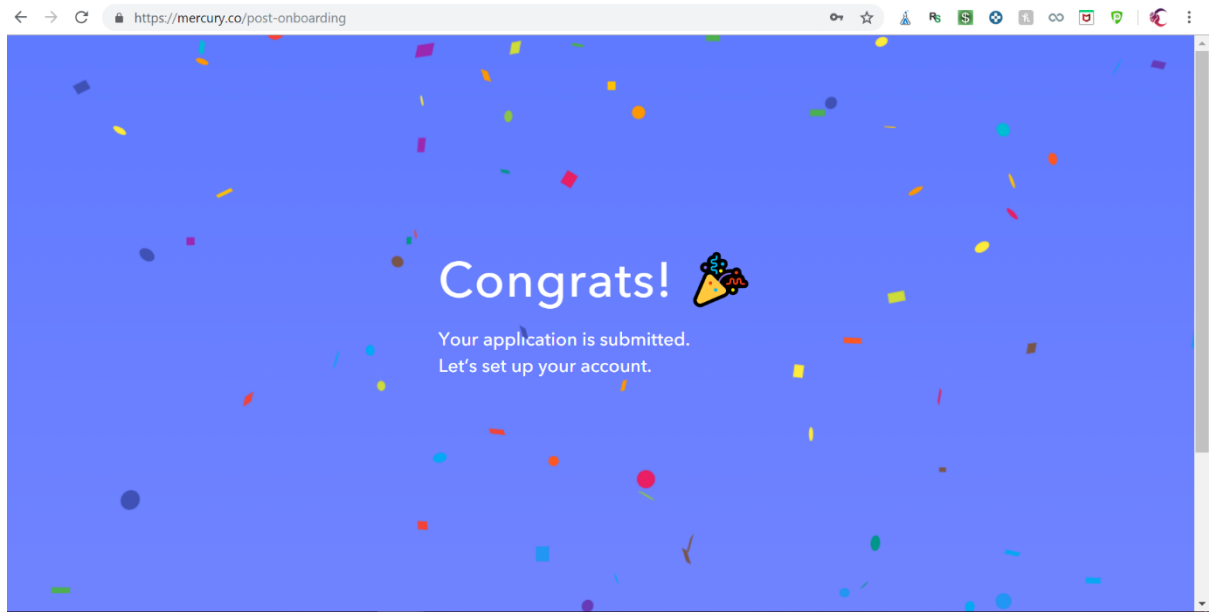 https://mercury.co/post-onboarding
Congrats!
Your application is submitted.
Let's set up your account.